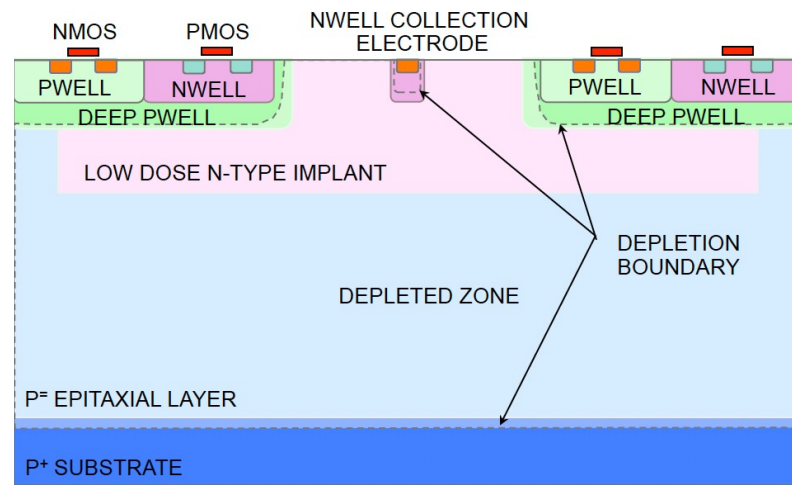 NMOS
PMOS
NWELL COLLECTION
ELECTRODE
PWELL
NWELL
PWELL
NWELL
DEEP PWELL
DEEP PWELL
LOW DOSE N-TYPE IMPLANT
DEPLETION
BOUNDARY
DEPLETED ZONE
P⁼ EPITAXIAL LAYER
P⁺ SUBSTRATE